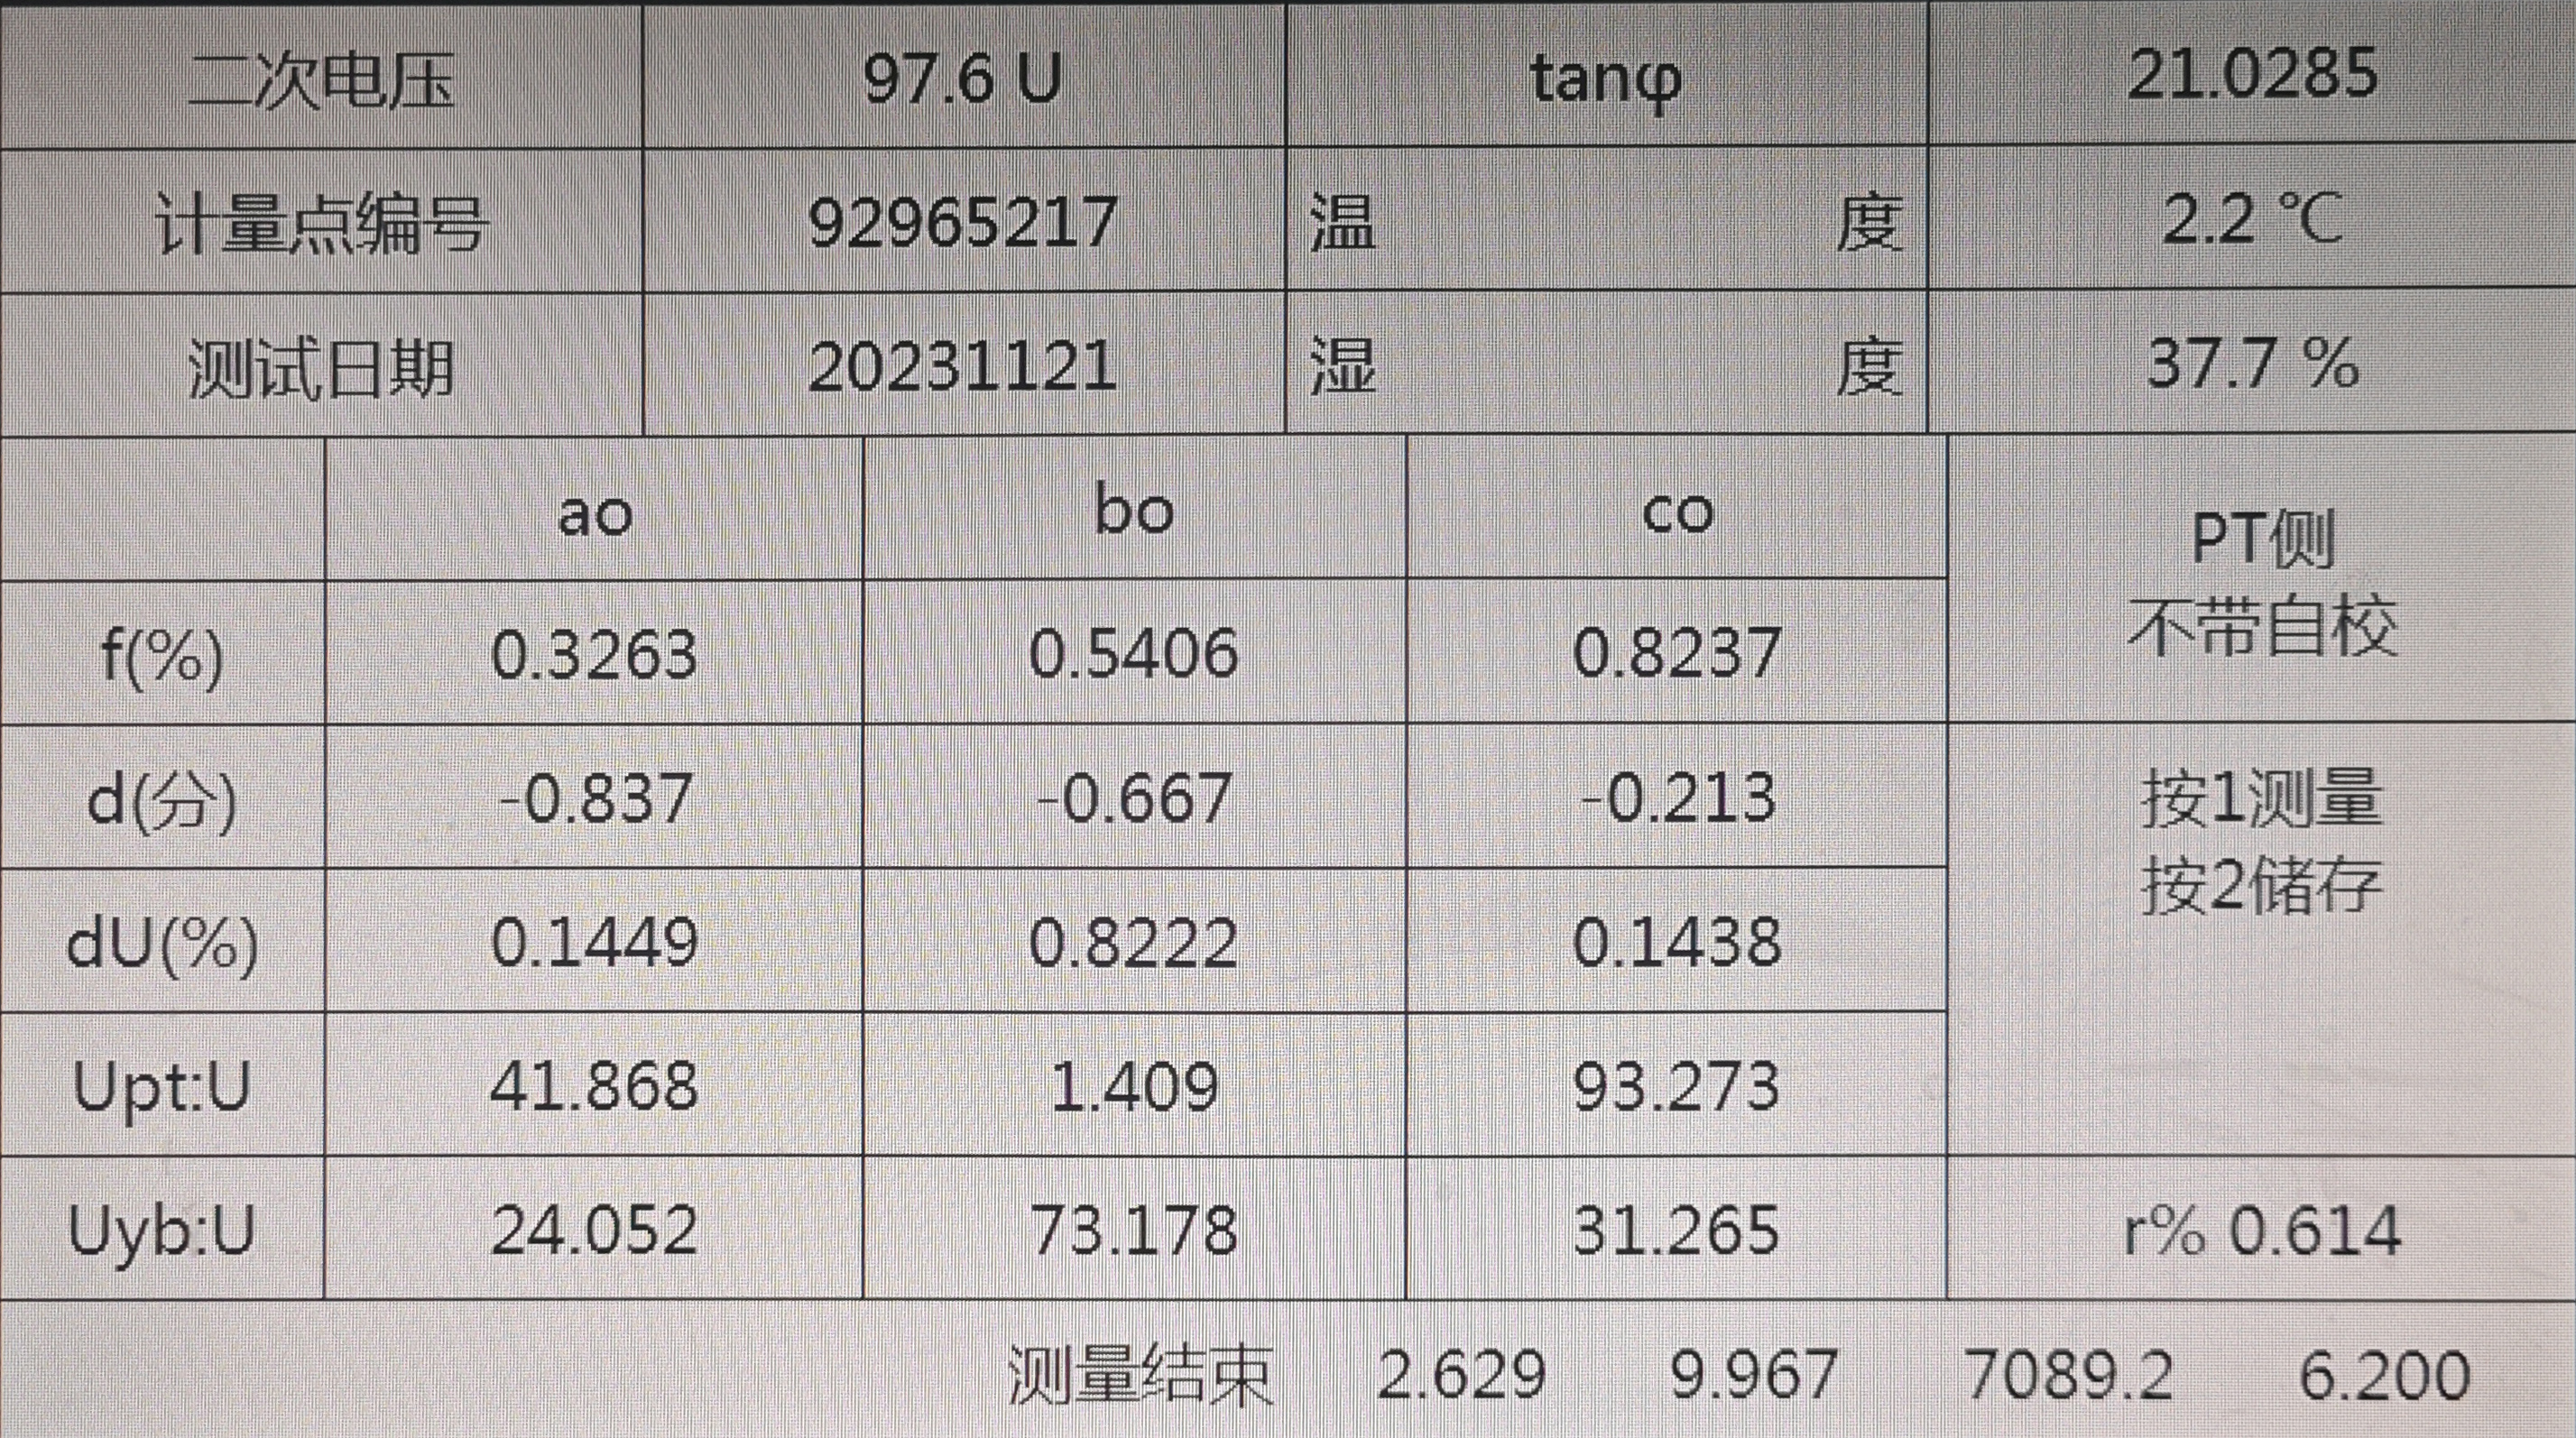 二次电压 97.6 U tanφ 21.0285
计量点编号 92965217 温 度 2.2 ℃
测试日期 20231121 湿 度 37.7 %
ao bo co PT侧
不带自校
f(%) 0.3263 0.5406 0.8237
d(分) -0.837 -0.667 -0.213 按1测量
按2储存
dU(%) 0.1449 0.8222 0.1438
Upt:U 41.868 1.409 93.273
Uyb:U 24.052 73.178 31.265 r% 0.614
测量结束 2.629 9.967 7089.2 6.200